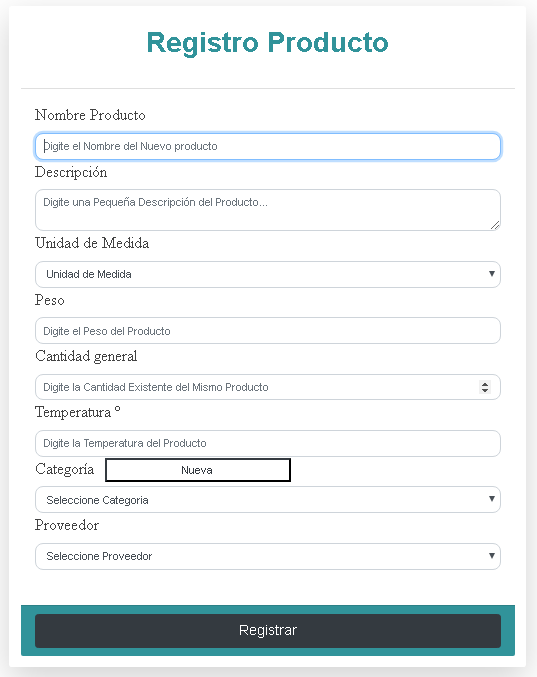 Registro Producto
Nombre Producto
Digite el Nombre del Nuevo producto
Descripción
Digite una Pequeña Descripción del Producto...
Unidad de Medida
Unidad de Medida
Peso
Digite el Peso del Producto
Cantidad general
Digite la Cantidad Existente del Mismo Producto
Temperatura °
Digite la Temperatura del Producto
Categoría Nueva
Seleccione Categoria
Proveedor
Seleccione Proveedor
Registrar